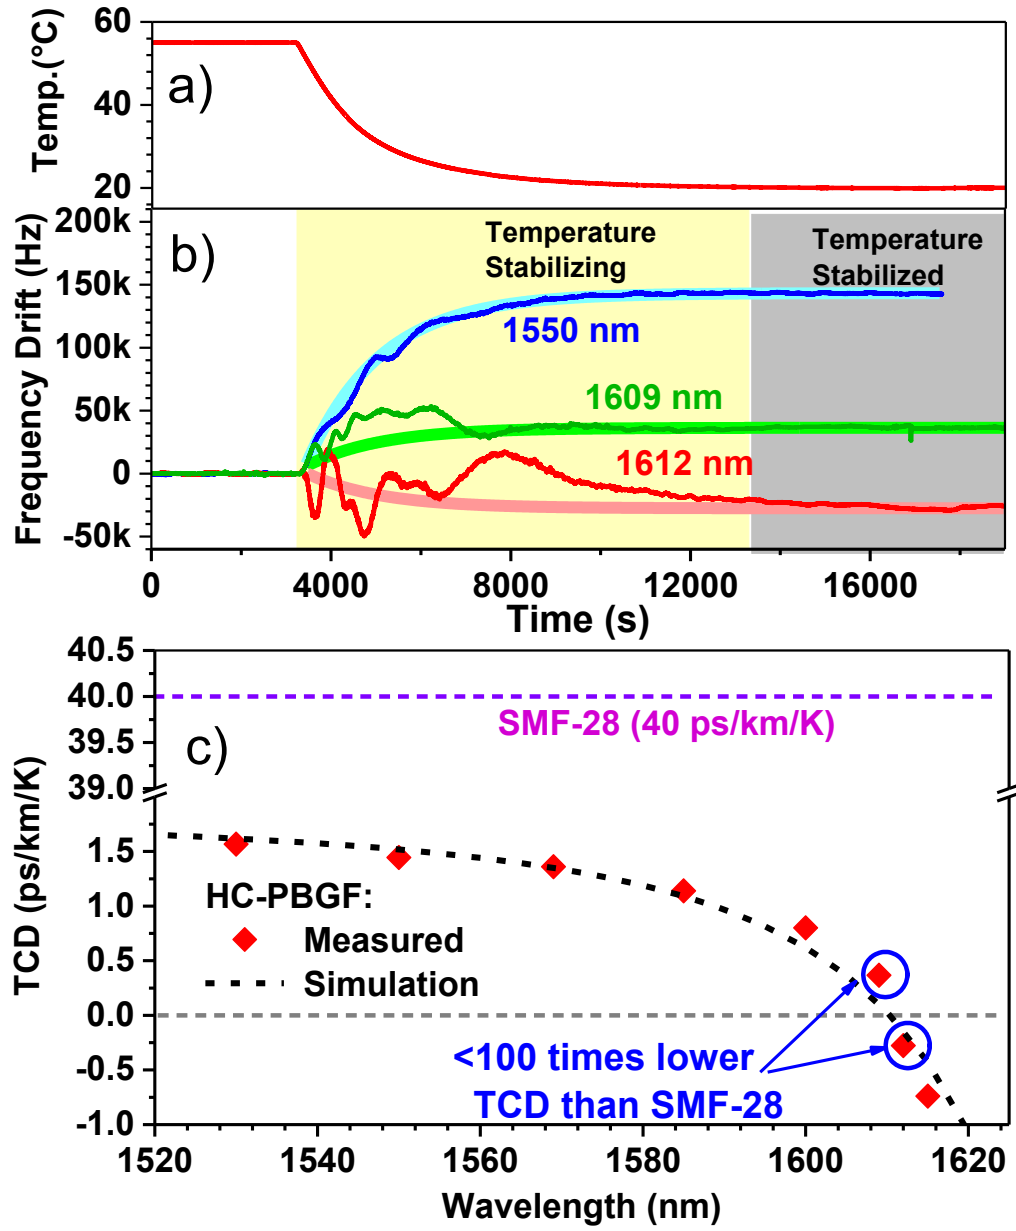 Temp.(°C)
60
40
20
a)
Frequency Drift (Hz)
200k
150k
100k
50k
0
-50k
b)
Temperature
Stabilizing
Temperature
Stabilized
1550 nm
1609 nm
1612 nm
0
4000
8000
12000
16000
Time (s)
TCD (ps/km/K)
40.5
40.0
39.5
39.0
1.5
1.0
0.5
0.0
-0.5
-1.0
SMF-28 (40 ps/km/K)
c)
HC-PBGF:
Measured
Simulation
<100 times lower
TCD than SMF-28
1520
1540
1560
1580
1600
1620
Wavelength (nm)